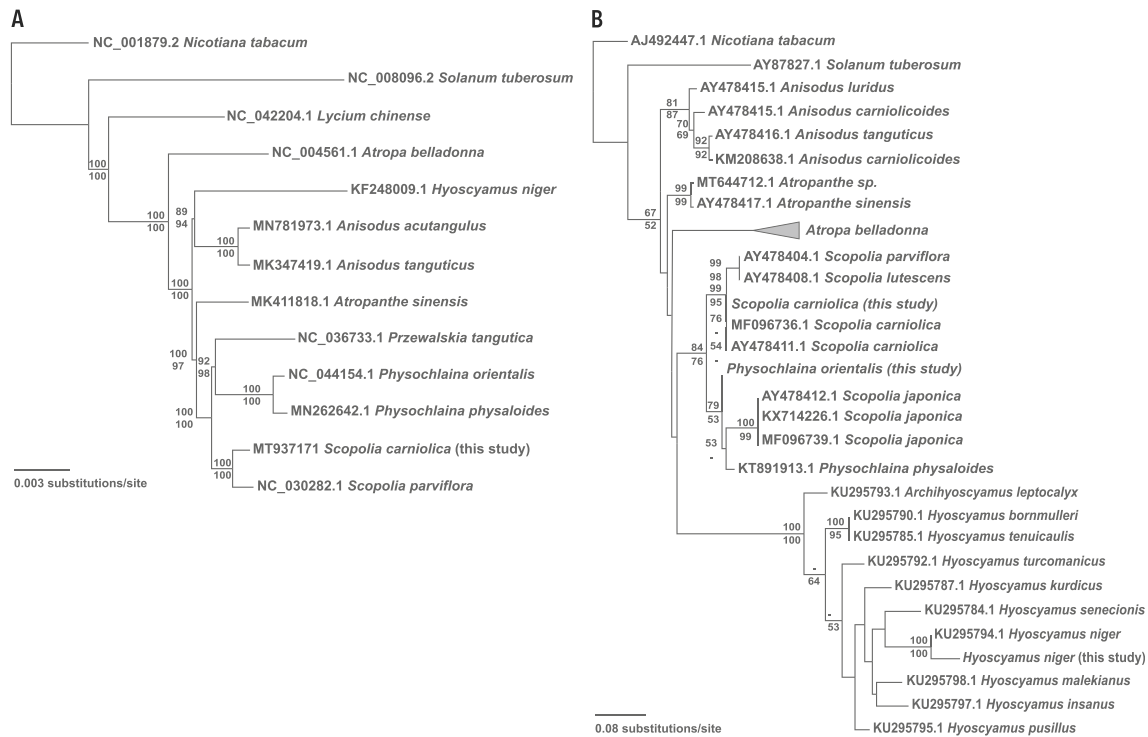 A
NC_001879.2 Nicotiana tabacum
NC_008096.2 Solanum tuberosum
NC_042204.1 Lycium chinense
100
100
NC_004561.1 Atropa belladonna
KF248009.1 Hyoscyamus niger
100
100
89
94
MN781973.1 Anisodus acutangulus
100
100
MK347419.1 Anisodus tanguticus
100
100
MK411818.1 Atropanthe sinensis
NC_036733.1 Przewalskia tangutica
100
97
92
98
NC_044154.1 Physochlaina orientalis
100
100
MN262642.1 Physochlaina physaloides
100
100
MT937171 Scopolia carniolica (this study)
100
100
NC_030282.1 Scopolia parviflora
0.003 substitutions/site
B
AJ492447.1 Nicotiana tabacum
AY87827.1 Solanum tuberosum
AY478415.1 Anisodus luridus
81
87
AY478415.1 Anisodus carniolicoides
70
69
AY478416.1 Anisodus tanguticus
92
92
KM208638.1 Anisodus carniolicoides
MT644712.1 Atropanthe sp.
99
99
AY478417.1 Atropanthe sinensis
67
52
Atropa belladonna
AY478404.1 Scopolia parviflora
99
98
AY478408.1 Scopolia lutescens
99
95
Scopolia carniolica (this study)
76
-
MF096736.1 Scopolia carniolica
54
-
AY478411.1 Scopolia carniolica
84
76
Physochlaina orientalis (this study)
79
53
AY478412.1 Scopolia japonica
KX714226.1 Scopolia japonica
100
99
MF096739.1 Scopolia japonica
53
-
KT891913.1 Physochlaina physaloides
KU295793.1 Archihyoscyamus leptocalyx
100
100
KU295790.1 Hyoscyamus bornmulleri
100
95
KU295785.1 Hyoscyamus tenuicaulis
-
64
KU295792.1 Hyoscyamus turcomanicus
KU295787.1 Hyoscyamus kurdicus
-
53
KU295784.1 Hyoscyamus senecionis
KU295794.1 Hyoscyamus niger
100
100
Hyoscyamus niger (this study)
KU295798.1 Hyoscyamus malekianus
KU295797.1 Hyoscyamus insanus
KU295795.1 Hyoscyamus pusillus
0.08 substitutions/site